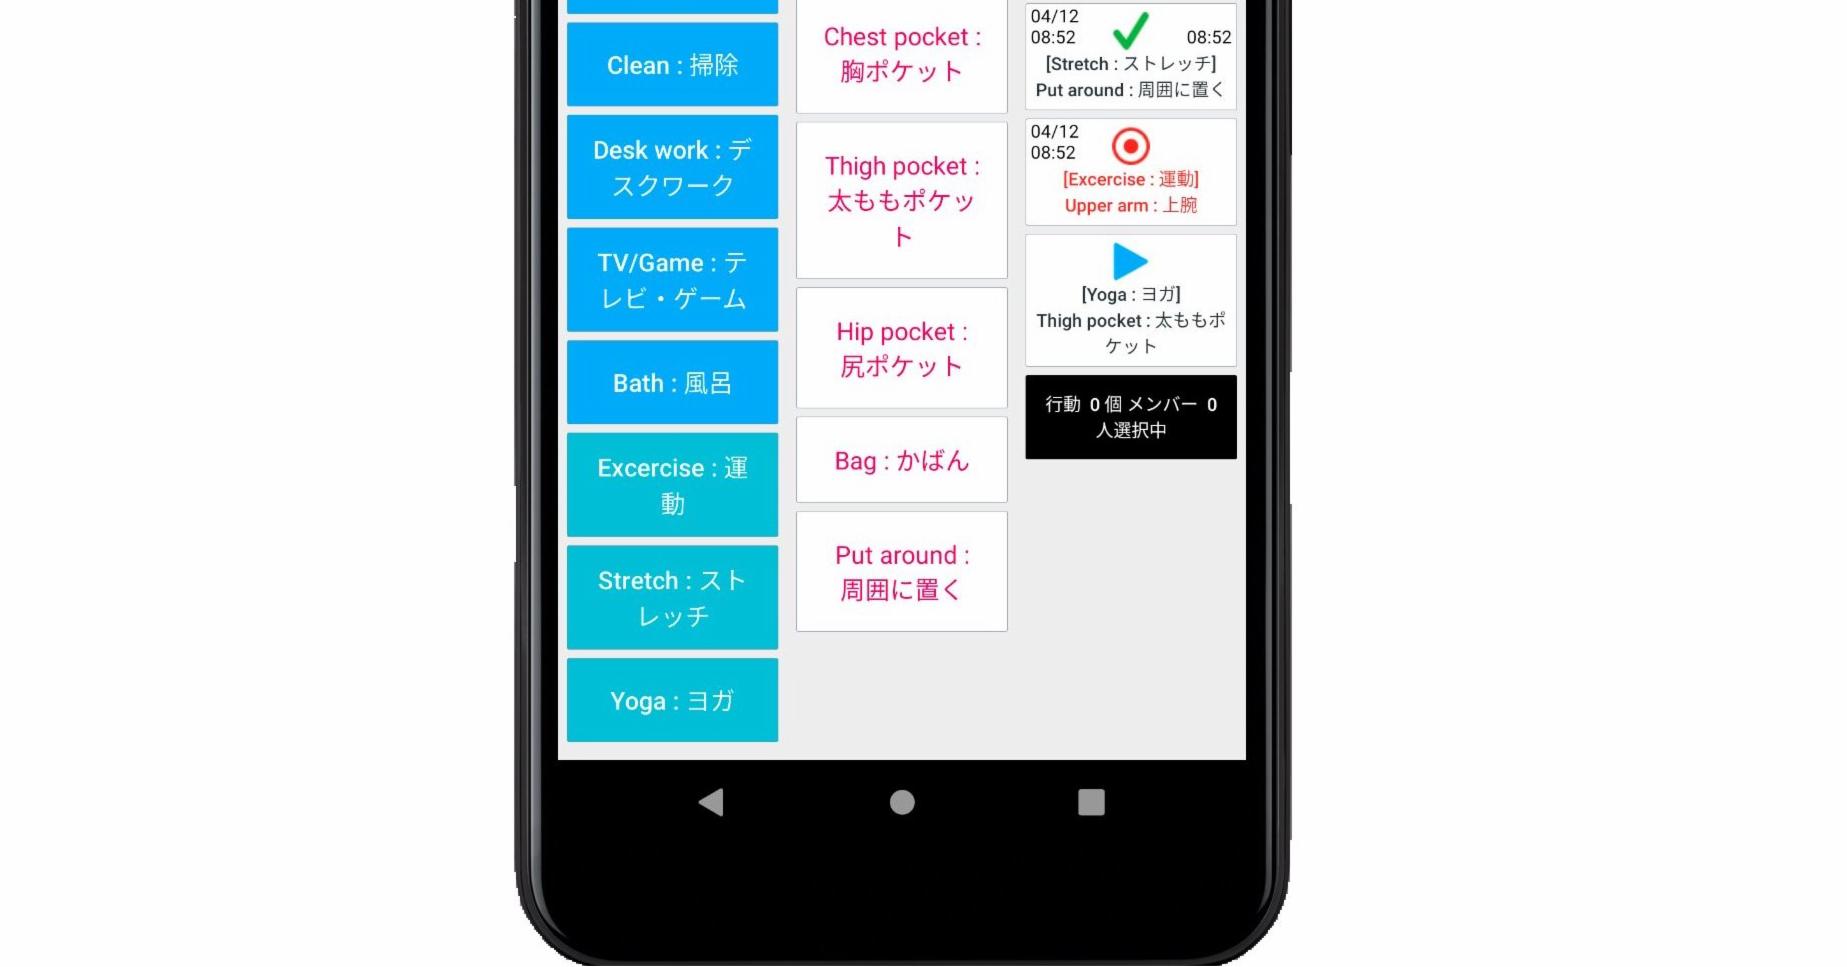 Clean : 掃除
Desk work : デ
スクワーク
TV/Game : テ
レビ・ゲーム
Bath : 風呂
Excercise : 運
動
Stretch : スト
レッチ
Yoga : ヨガ
Chest pocket :
胸ポケット
Thigh pocket :
太ももポケッ
ト
Hip pocket :
尻ポケット
Bag : かばん
Put around :
周囲に置く
04/12
08:52 08:52
[Stretch : ストレッチ]
Put around : 周囲に置く
04/12
08:52
[Excercise : 運動]
Upper arm : 上腕
[Yoga : ヨガ]
Thigh pocket : 太ももポ
ケット
行動 0 個 メンバー 0
人選択中